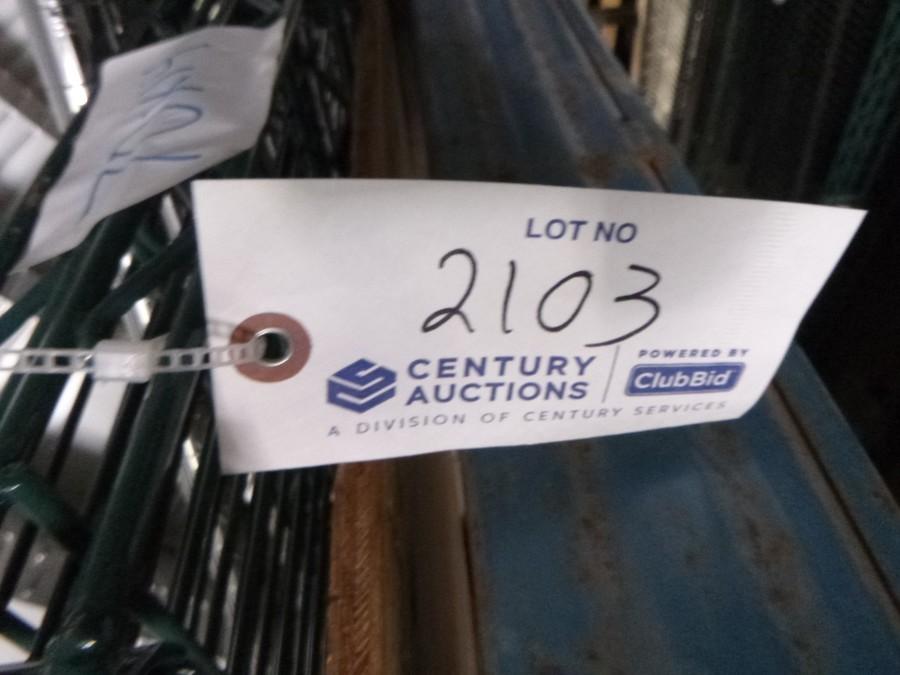 LOT NO
2103
CENTURY
AUCTIONS
POWERED BY
ClubBid
A DIVISION OF CENTURY SERVICES